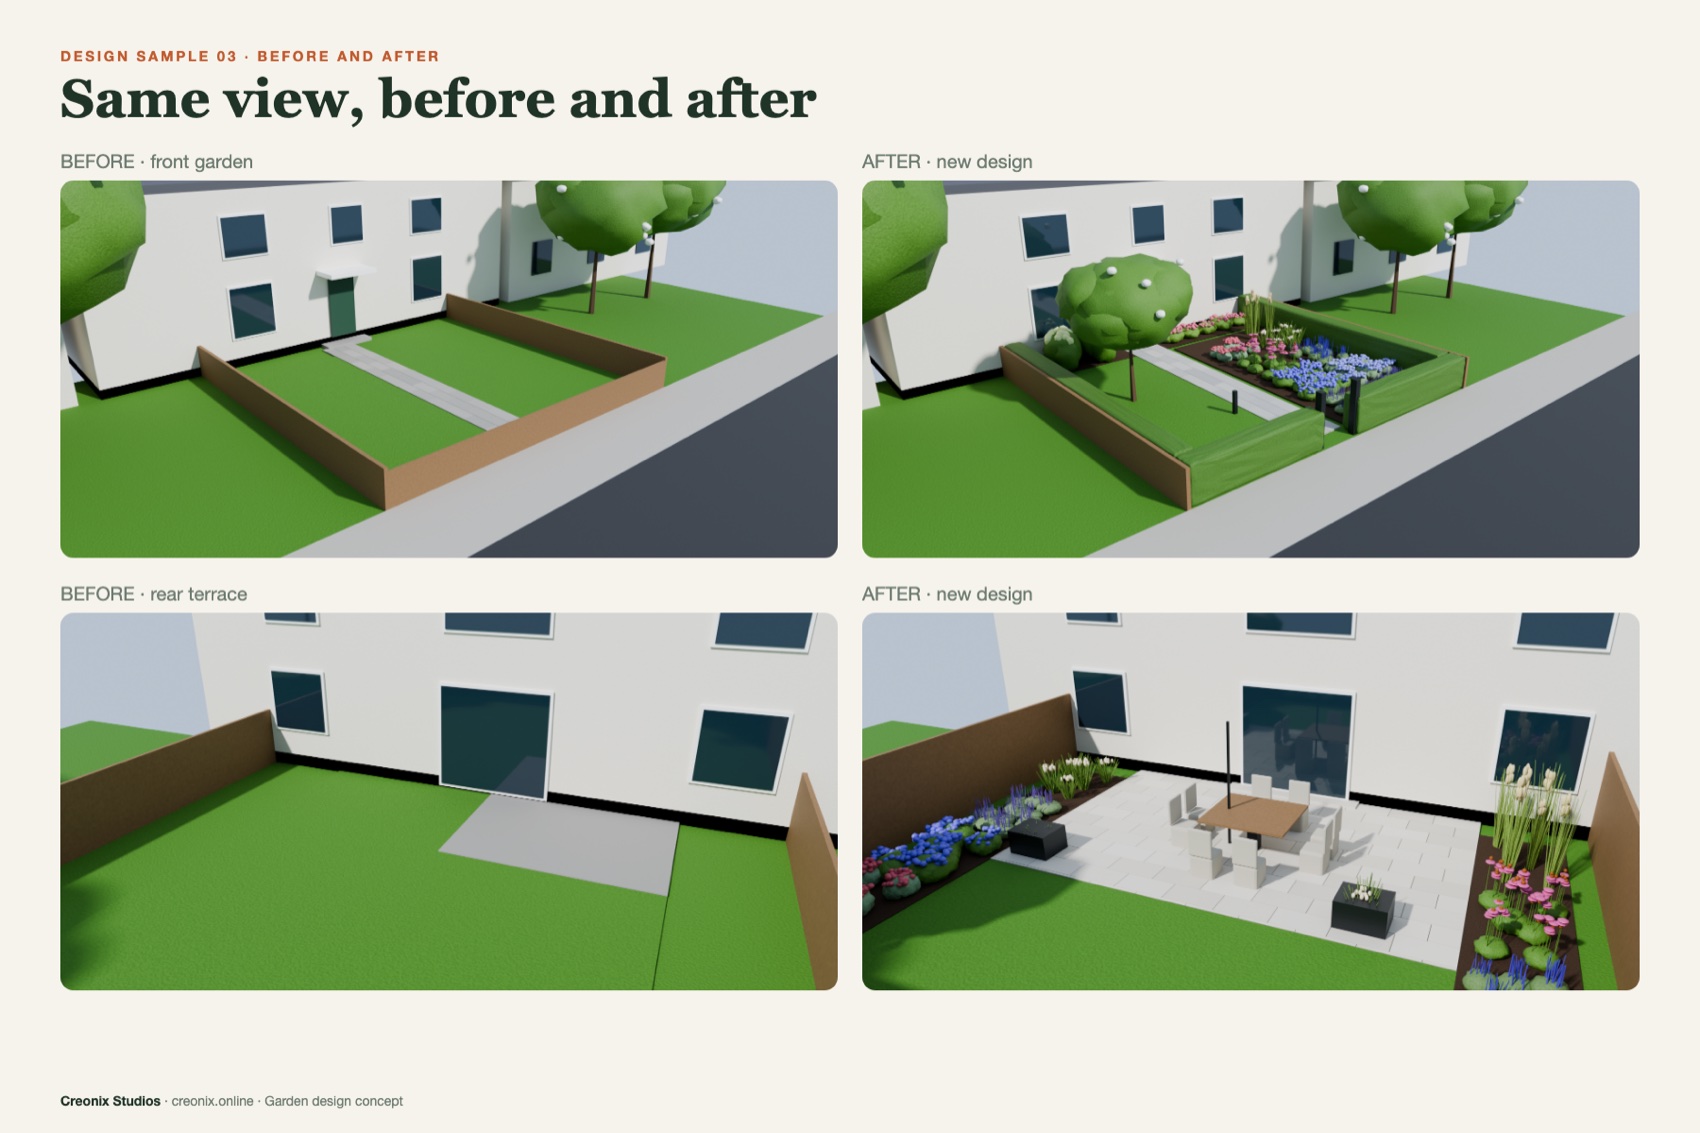 DESIGN SAMPLE 03 · BEFORE AND AFTER
Same view, before and after
BEFORE · front garden
AFTER · new design
BEFORE · rear terrace
AFTER · new design
Creonix Studios · creonix.online · Garden design concept